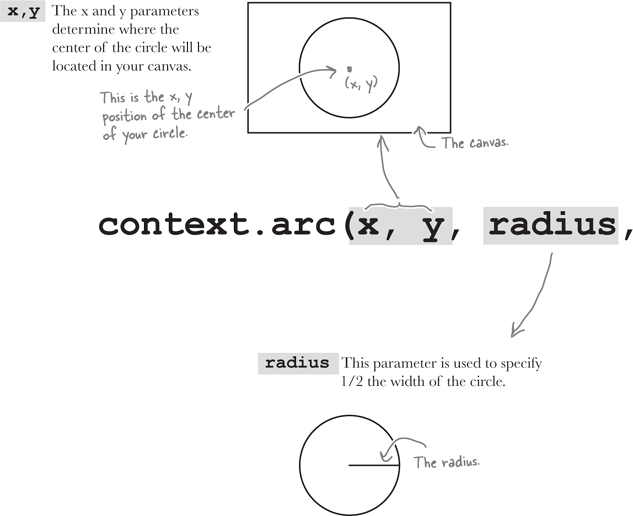 x,y The x and y parameters
determine where the
center of the circle will be
located in your canvas.
This is the x, y
position of the center
of your circle.
(x, y)
The canvas.
context.arc(x, y, radius,
radius This parameter is used to specify
1/2 the width of the circle.
The radius.